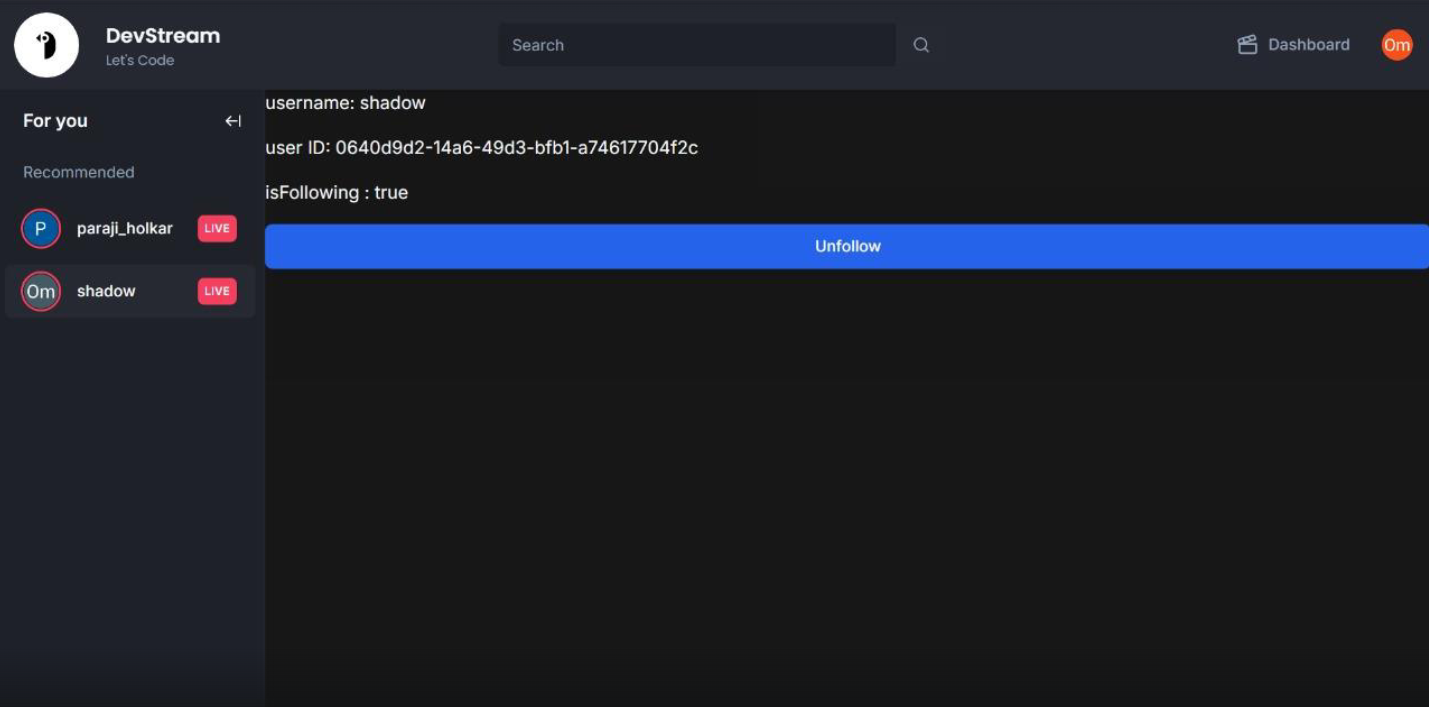 DevStream
Let's Code
Search
Dashboard
Om
For you
Recommended
P paraji_holkar LIVE
Om shadow LIVE
username: shadow
user ID: 0640d9d2-14a6-49d3-bfb1-a74617704f2c
isFollowing : true
Unfollow